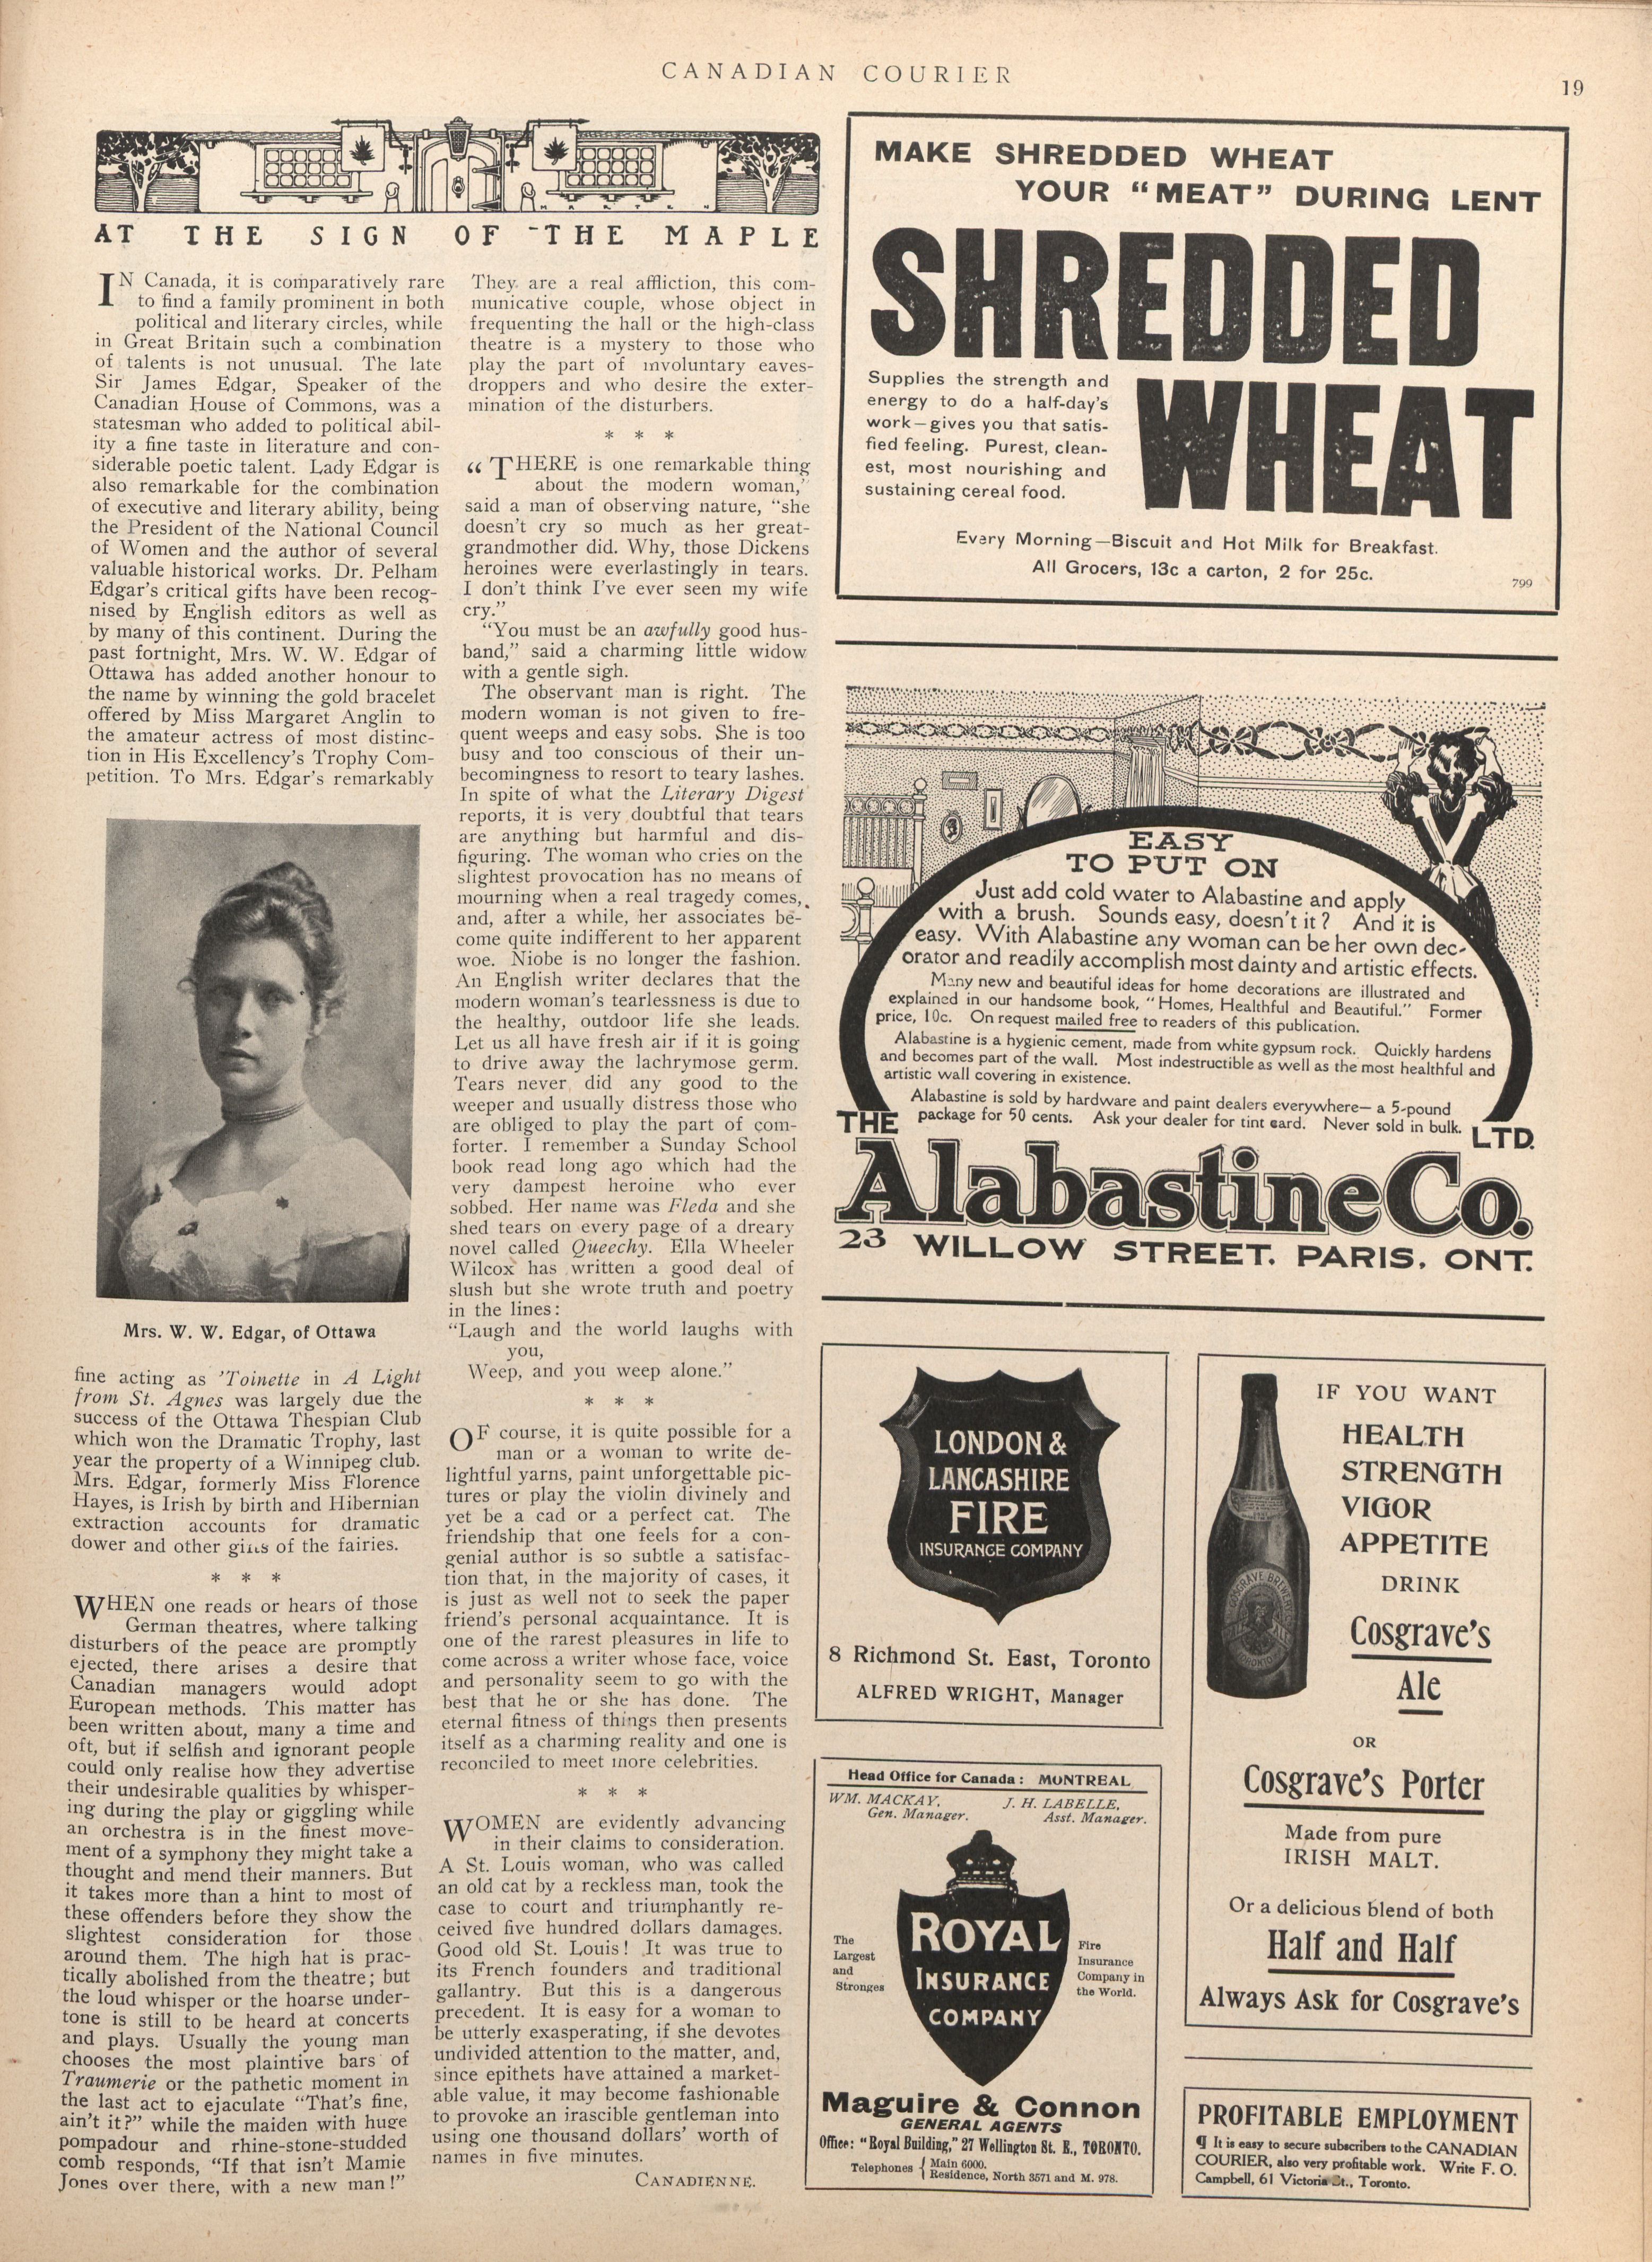 CANADIAN COURIER
19
AT THE SIGN OF THE MAPLE
IN Canada, it is comparatively rare
to find a family prominent in both
political and literary circles, while
in Great Britain such a combination
of talents is not unusual. The late
Sir James Edgar, Speaker of the
Canadian House of Commons, was a
statesman who added to political abil-
ity a fine taste in literature and con-
siderable poetic talent. Lady Edgar is
also remarkable for the combination
of executive and literary ability, being
the President of the National Council
of Women and the author of several
valuable historical works. Dr. Pelham
Edgar's critical gifts have been recog-
nised by English editors as well as
by many of this continent. During the
past fortnight, Mrs. W. W. Edgar of
Ottawa has added another honour to
the name by winning the gold bracelet
offered by Miss Margaret Anglin to
the amateur actress of most distinc-
tion in His Excellency's Trophy Com-
petition. To Mrs. Edgar's remarkably
Mrs. W. W. Edgar, of Ottawa
fine acting as 'Toinette in A Light
from St. Agnes was largely due the
success of the Ottawa Thespian Club
which won the Dramatic Trophy, last
year the property of a Winnipeg club.
Mrs. Edgar, formerly Miss Florence
Hayes, is Irish by birth and Hibernian
extraction accounts for dramatic
dower and other gifts of the fairies.
* * *
WHEN one reads or hears of those
German theatres, where talking
disturbers of the peace are promptly
ejected, there arises a desire that
Canadian managers would adopt
European methods. This matter has
been written about, many a time and
oft, but if selfish and ignorant people
could only realise how they advertise
their undesirable qualities by whisper-
ing during the play or giggling while
an orchestra is in the finest move-
ment of a symphony they might take a
thought and mend their manners. But
it takes more than a hint to most of
these offenders before they show the
slightest consideration for those
around them. The high hat is prac-
tically abolished from the theatre; but
the loud whisper or the hoarse under-
tone is still to be heard at concerts
and plays. Usually the young man
chooses the most plaintive bars of
Traumerie or the pathetic moment in
the last act to ejaculate "That's fine,
ain't it?" while the maiden with huge
pompadour and rhine-stone-studded
comb responds, "If that isn't Mamie
Jones over there, with a new man!"
They are a real affliction, this com-
municative couple, whose object in
frequenting the hall or the high-class
theatre is a mystery to those who
play the part of involuntary eaves-
droppers and who desire the exter-
mination of the disturbers.
* * *
"THERE is one remarkable thing
about the modern woman,"
said a man of observing nature, "she
doesn't cry so much as her great-
grandmother did. Why, those Dickens
heroines were everlastingly in tears.
I don't think I've ever seen my wife
cry."
"You must be an awfully good hus-
band," said a charming little widow
with a gentle sigh.
The observant man is right. The
modern woman is not given to fre-
quent weeps and easy sobs. She is too
busy and too conscious of their un-
becomingness to resort to teary lashes.
In spite of what the Literary Digest
reports, it is very doubtful that tears
are anything but harmful and dis-
figuring. The woman who cries on the
slightest provocation has no means of
mourning when a real tragedy comes,
and, after a while, her associates be-
come quite indifferent to her apparent
woe. Niobe is no longer the fashion.
An English writer declares that the
modern woman's tearlessness is due to
the healthy, outdoor life she leads.
Let us all have fresh air if it is going
to drive away the lachrymose germ.
Tears never did any good to the
weeper and usually distress those who
are obliged to play the part of com-
forter. I remember a Sunday School
book read long ago which had the
very dampest heroine who ever
sobbed. Her name was Fleda and she
shed tears on every page of a dreary
novel called Queechy. Ella Wheeler
Wilcox has written a good deal of
slush but she wrote truth and poetry
in the lines:
"Laugh and the world laughs with
you,
Weep, and you weep alone."
* * *
OF course, it is quite possible for a
man or a woman to write de-
lightful yarns, paint unforgettable pic-
tures or play the violin divinely and
yet be a cad or a perfect cat. The
friendship that one feels for a con-
genial author is so subtle a satisfac-
tion that, in the majority of cases, it
is just as well not to seek the paper
friend's personal acquaintance. It is
one of the rarest pleasures in life to
come across a writer whose face, voice
and personality seem to go with the
best that he or she has done. The
eternal fitness of things then presents
itself as a charming reality and one is
reconciled to meet more celebrities.
* * *
WOMEN are evidently advancing
in their claims to consideration.
A St. Louis woman, who was called
an old cat by a reckless man, took the
case to court and triumphantly re-
ceived five hundred dollars damages.
Good old St. Louis! It was true to
its French founders and traditional
gallantry. But this is a dangerous
precedent. It is easy for a woman to
be utterly exasperating, if she devotes
undivided attention to the matter, and,
since epithets have attained a market-
able value, it may become fashionable
to provoke an irascible gentleman into
using one thousand dollars' worth of
names in five minutes.
CANADIENNE.
MAKE SHREDDED WHEAT
YOUR "MEAT" DURING LENT
SHREDDED
WHEAT
Supplies the strength and
energy to do a half-day's
work—gives you that satis-
fied feeling. Purest, clean-
est, most nourishing and
sustaining cereal food.
Every Morning—Biscuit and Hot Milk for Breakfast.
All Grocers, 13c a carton, 2 for 25c.
799
EASY
TO PUT ON
Just add cold water to Alabastine and apply
with a brush. Sounds easy, doesn't it? And it is
easy. With Alabastine any woman can be her own dec-
orator and readily accomplish most dainty and artistic effects.
Many new and beautiful ideas for home decorations are illustrated and
explained in our handsome book, "Homes, Healthful and Beautiful." Former
price, 10c. On request mailed free to readers of this publication.
Alabastine is a hygienic cement, made from white gypsum rock. Quickly hardens
and becomes part of the wall. Most indestructible as well as the most healthful and
artistic wall covering in existence.
Alabastine is sold by hardware and paint dealers everywhere—a 5-pound
package for 50 cents. Ask your dealer for tint card. Never sold in bulk.
THE
LTD.
Alabastine Co.
23 WILLOW STREET. PARIS, ONT.
LONDON &
LANCASHIRE
FIRE
INSURANCE COMPANY
8 Richmond St. East, Toronto
ALFRED WRIGHT, Manager
Head Office for Canada: MONTREAL
WM. MACKAY, J. H. LABELLE,
Gen. Manager. Asst. Manager.
The
Largest
and
Stronges
ROYAL
INSURANCE
COMPANY
Fire
Insurance
Company in
the World.
Maguire & Connon
GENERAL AGENTS
Office: "Royal Building," 27 Wellington St. E., TORONTO.
Telephones { Main 6000.
Residence, North 3571 and M. 978.
IF YOU WANT
HEALTH
STRENGTH
VIGOR
APPETITE
DRINK
Cosgrave's
Ale
OR
Cosgrave's Porter
Made from pure
IRISH MALT.
Or a delicious blend of both
Half and Half
Always Ask for Cosgrave's
PROFITABLE EMPLOYMENT
¶ It is easy to secure subscribers to the CANADIAN
COURIER, also very profitable work. Write F. O.
Campbell, 61 Victoria St., Toronto.